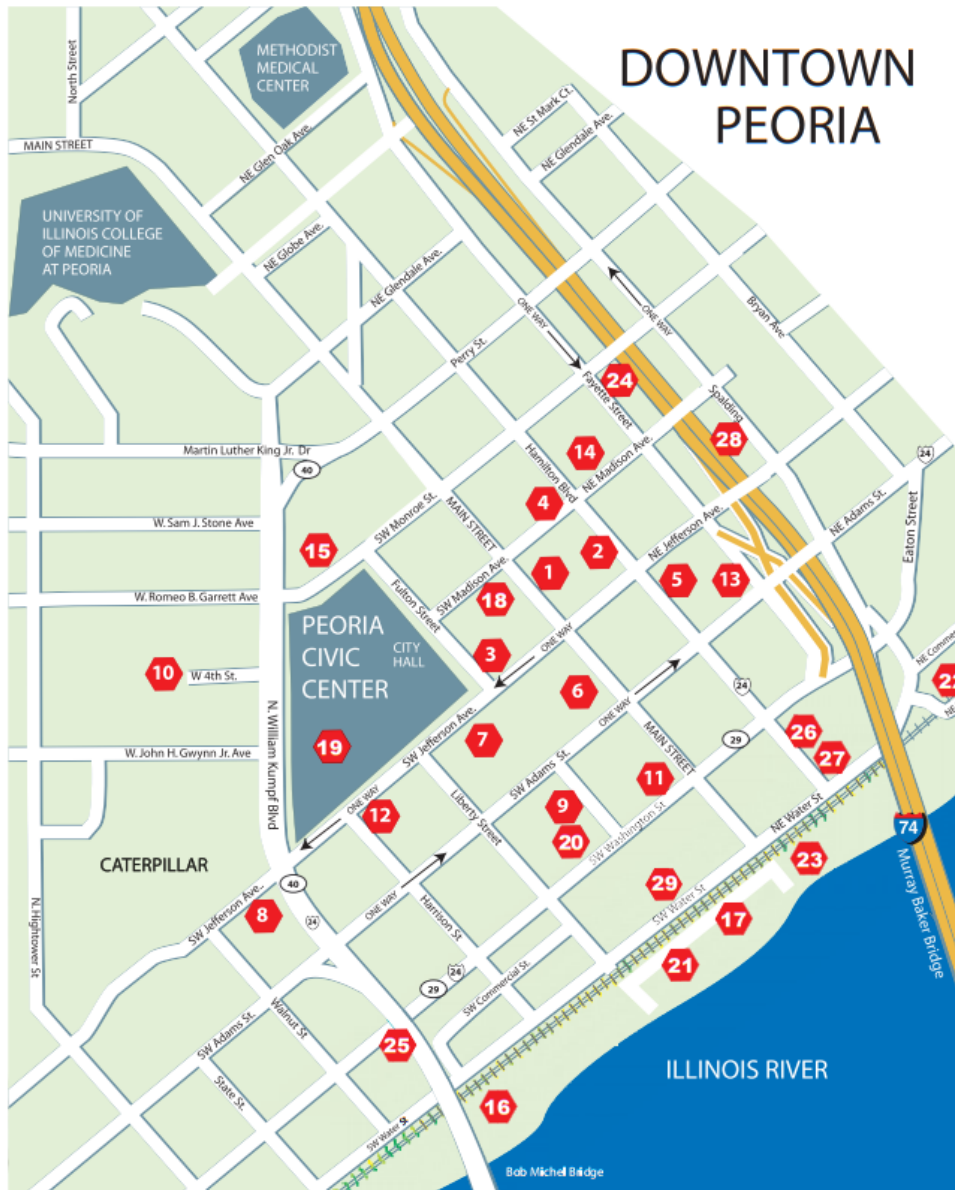 DOWNTOWN
PEORIA
METHODIST
MEDICAL
CENTER
North Street
MAIN STREET
NE Glen Oak Ave.
NE St Mark Ct.
NE Glendale Ave.
UNIVERSITY OF
ILLINOIS COLLEGE
OF MEDICINE
AT PEORIA
NE Globe Ave.
NE Glendale Ave.
ONE WAY
ONE WAY
Bryan Ave
Perry St.
Fayette Street
24
Spalding
28
24
Martin Luther King Jr. Dr
40
Hamilton Blvd
14
NE Madison Ave.
4
MAIN STREET
SW Monroe St.
W. Sam J. Stone Ave
15
NE Jefferson Ave.
NE Adams St.
Eaton Street
2
1
5
13
SW Madison Ave.
18
Fulton Street
W. Romeo B. Garrett Ave
PEORIA
CIVIC
CENTER
CITY
HALL
3
ONE WAY
10
W 4th St.
NE Comme
22
NE
6
24
ONE WAY
N. William Kumpf Blvd
19
SW Jefferson Ave.
7
MAIN STREET
29
26
27
W. John H. Gwynn Jr. Ave
SW Adams St.
11
ONE WAY
12
Liberty Street
9
20
SW Washington St
NE Water St
74
Murray Baker Bridge
23
CATERPILLAR
40
29
SW Water St
17
8
24
ONE WAY
Harrison St
SW Jefferson Ave..
N. Hightower St
21
24
29
SW Commercial St.
Walnut St
SW Adams St.
25
State St.
ILLINOIS RIVER
16
SW Water St
Bob Michel Bridge